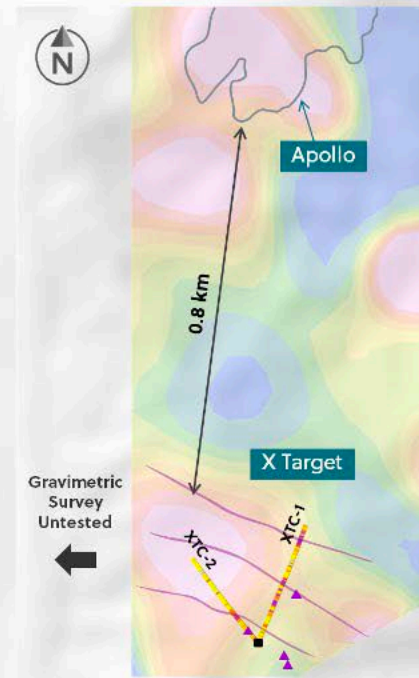 N
Apollo
0.8 km
X Target
Gravimetric
Survey
Untested
XTC-1
XTC-2